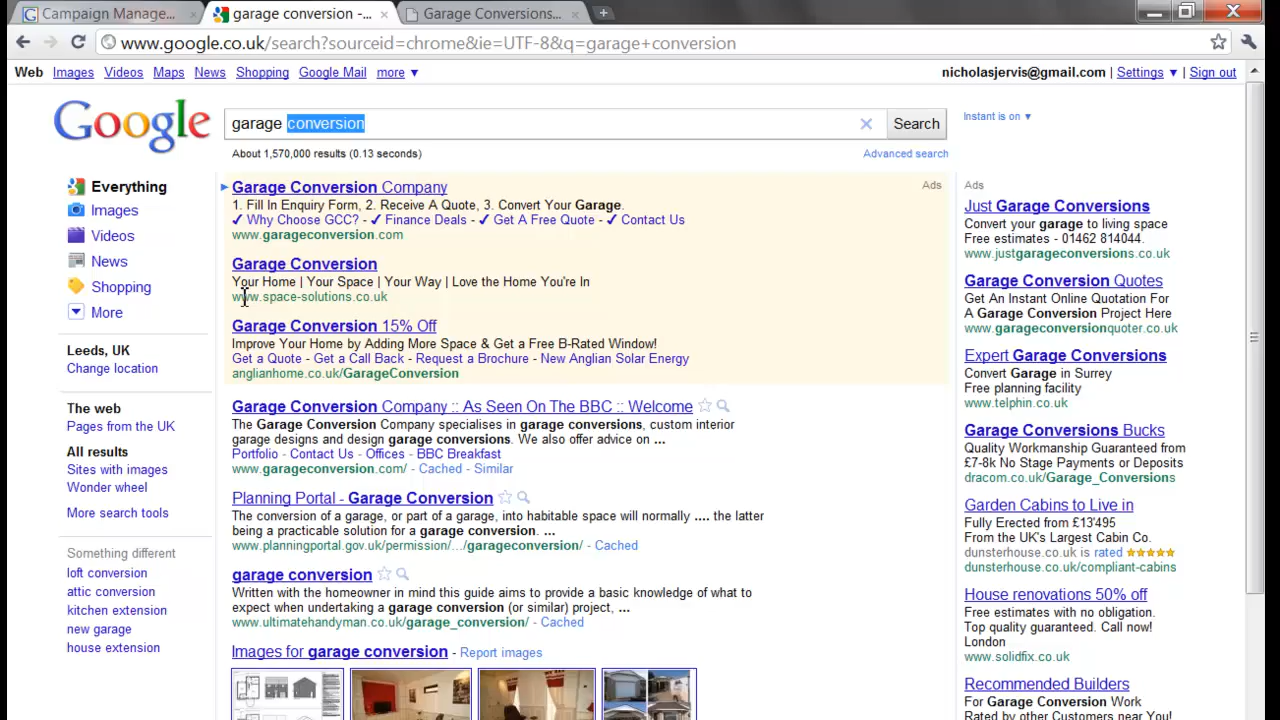 Campaign Manage...
garage conversion -...
Garage Conversions...
www.google.co.uk/search?sourceid=chrome&ie=UTF-8&q=garage+conversion
Web Images Videos Maps News Shopping Google Mail more ▼
nicholasjervis@gmail.com | Settings ▼ | Sign out
Google
garage conversion
Search
Instant is on ▼
About 1,570,000 results (0.13 seconds)
Advanced search
Everything
Images
Videos
News
Shopping
More
Leeds, UK
Change location
The web
Pages from the UK
All results
Sites with images
Wonder wheel
More search tools
Something different
loft conversion
attic conversion
kitchen extension
new garage
house extension
Garage Conversion Company
Ads
1. Fill In Enquiry Form, 2. Receive A Quote, 3. Convert Your Garage.
✓ Why Choose GCC? - ✓ Finance Deals - ✓ Get A Free Quote - ✓ Contact Us
www.garageconversion.com
Garage Conversion
Your Home | Your Space | Your Way | Love the Home You're In
www.space-solutions.co.uk
Garage Conversion 15% Off
Improve Your Home by Adding More Space & Get a Free B-Rated Window!
Get a Quote - Get a Call Back - Request a Brochure - New Anglian Solar Energy
anglianhome.co.uk/GarageConversion
Garage Conversion Company :: As Seen On The BBC :: Welcome
The Garage Conversion Company specialises in garage conversions, custom interior
garage designs and design garage conversions. We also offer advice on ...
Portfolio - Contact Us - Offices - BBC Breakfast
www.garageconversion.com/ - Cached - Similar
Planning Portal - Garage Conversion
The conversion of a garage, or part of a garage, into habitable space will normally .... the latter
being a practicable solution for a garage conversion. ...
www.planningportal.gov.uk/permission/.../garageconversion/ - Cached
garage conversion
Written with the homeowner in mind this guide aims to provide a basic knowledge of what to
expect when undertaking a garage conversion (or similar) project, ...
www.ultimatehandyman.co.uk/garage_conversion/ - Cached
Images for garage conversion - Report images
Ads
Just Garage Conversions
Convert your garage to living space
Free estimates - 01462 814044.
www.justgarageconversions.co.uk
Garage Conversion Quotes
Get An Instant Online Quotation For
A Garage Conversion Project Here
www.garageconversionquoter.co.uk
Expert Garage Conversions
Convert Garage in Surrey
Free planning facility
www.telphin.co.uk
Garage Conversions Bucks
Quality Workmanship Guaranteed from
£7-8k No Stage Payments or Deposits
dracom.co.uk/Garage_Conversions
Garden Cabins to Live in
Fully Erected from £13'495
From the UK's Largest Cabin Co.
dunsterhouse.co.uk is rated ★★★★★
dunsterhouse.co.uk/compliant-cabins
House renovations 50% off
Free estimates with no obligation.
Top quality guaranteed. Call now!
London
www.solidfix.co.uk
Recommended Builders
For Garage Conversion Work
Rated by other Customers near You!